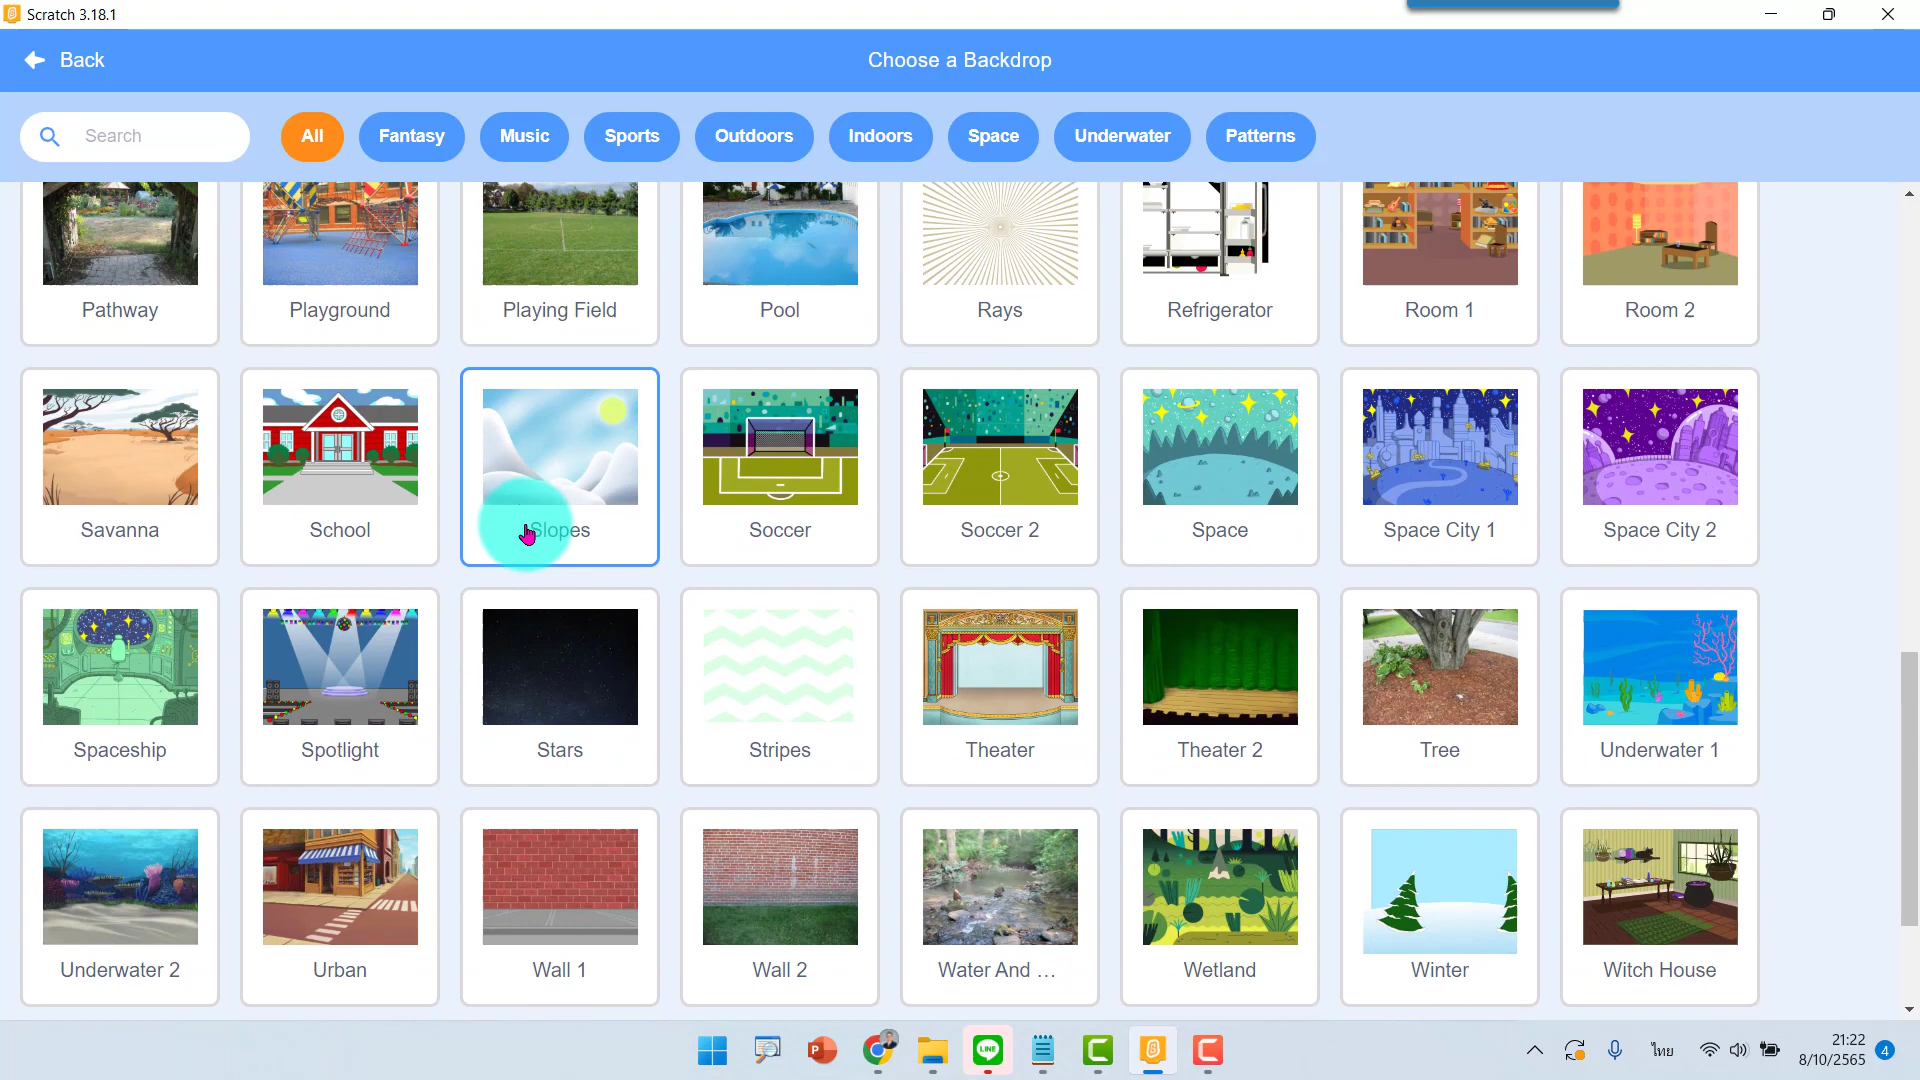 Scratch 3.18.1
Back
Choose a Backdrop
Search
All
Fantasy
Music
Sports
Outdoors
Indoors
Space
Underwater
Patterns
Pathway
Playground
Playing Field
Pool
Rays
Refrigerator
Room 1
Room 2
Savanna
School
Slopes
Soccer
Soccer 2
Space
Space City 1
Space City 2
Spaceship
Spotlight
Stars
Stripes
Theater
Theater 2
Tree
Underwater 1
Underwater 2
Urban
Wall 1
Wall 2
Water And ...
Wetland
Winter
Witch House
LINE
ไทย
21:22
8/10/2565
4